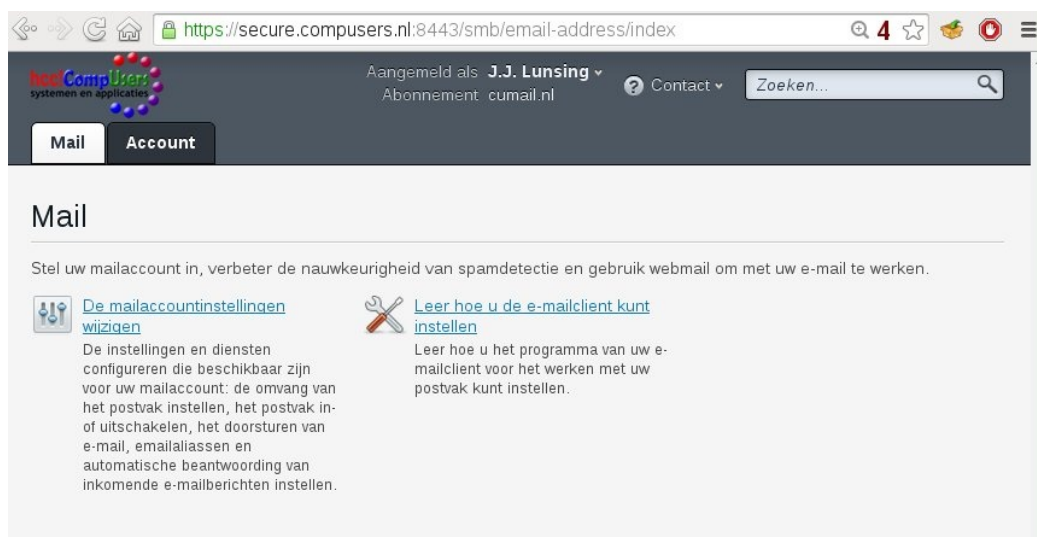 https://secure.compusers.nl:8443/smb/email-address/index
4
hccCompUsers
systemen en applicaties
Aangemeld als J.J. Lunsing
Abonnement cumail.nl
? Contact
Zoeken...
Mail
Account
Mail
Stel uw mailaccount in, verbeter de nauwkeurigheid van spamdetectie en gebruik webmail om met uw e-mail te werken.
De mailaccountinstellingen
wijzigen
De instellingen en diensten
configureren die beschikbaar zijn
voor uw mailaccount: de omvang van
het postvak instellen, het postvak in-
of uitschakelen, het doorsturen van
e-mail, emailaliassen en
automatische beantwoording van
inkomende e-mailberichten instellen.
Leer hoe u de e-mailclient kunt
instellen
Leer hoe u het programma van uw e-
mailclient voor het werken met uw
postvak kunt instellen.